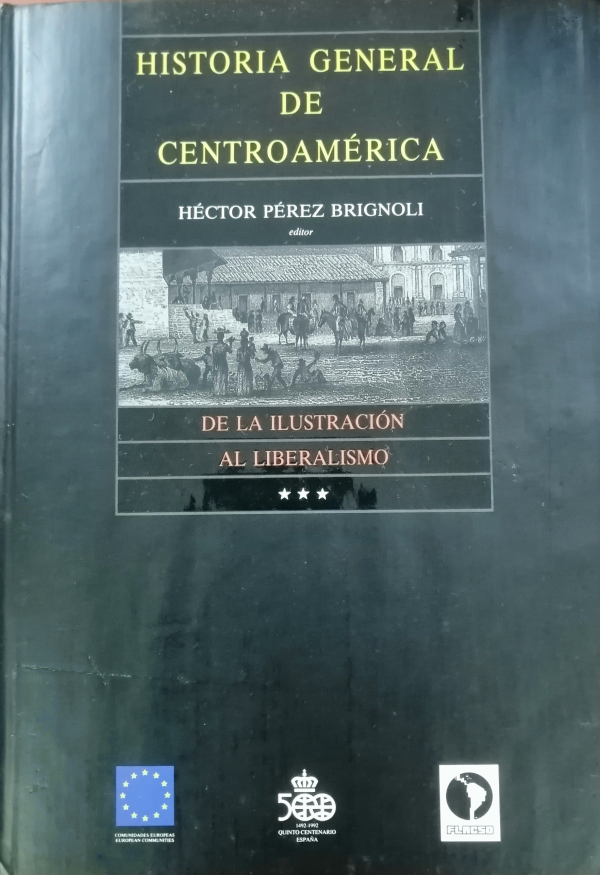 HISTORIA GENERAL
DE
CENTROAMÉRICA
HÉCTOR PÉREZ BRIGNOLI
editor
DE LA ILUSTRACIÓN
AL LIBERALISMO
★★★
COMUNIDADES EUROPEAS
EUROPEAN COMMUNITIES
500
1492-1992
QUINTO CENTENARIO
ESPAÑA
FLACSO